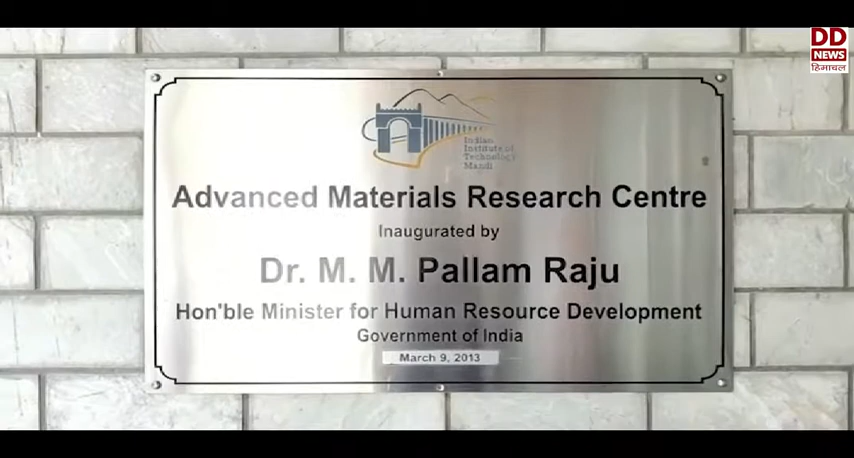 DD
NEWS
हिमाचल
Indian
Institute of
Technology
Mandi
Advanced Materials Research Centre
Inaugurated by
Dr. M. M. Pallam Raju
Hon'ble Minister for Human Resource Development
Government of India
March 9, 2013